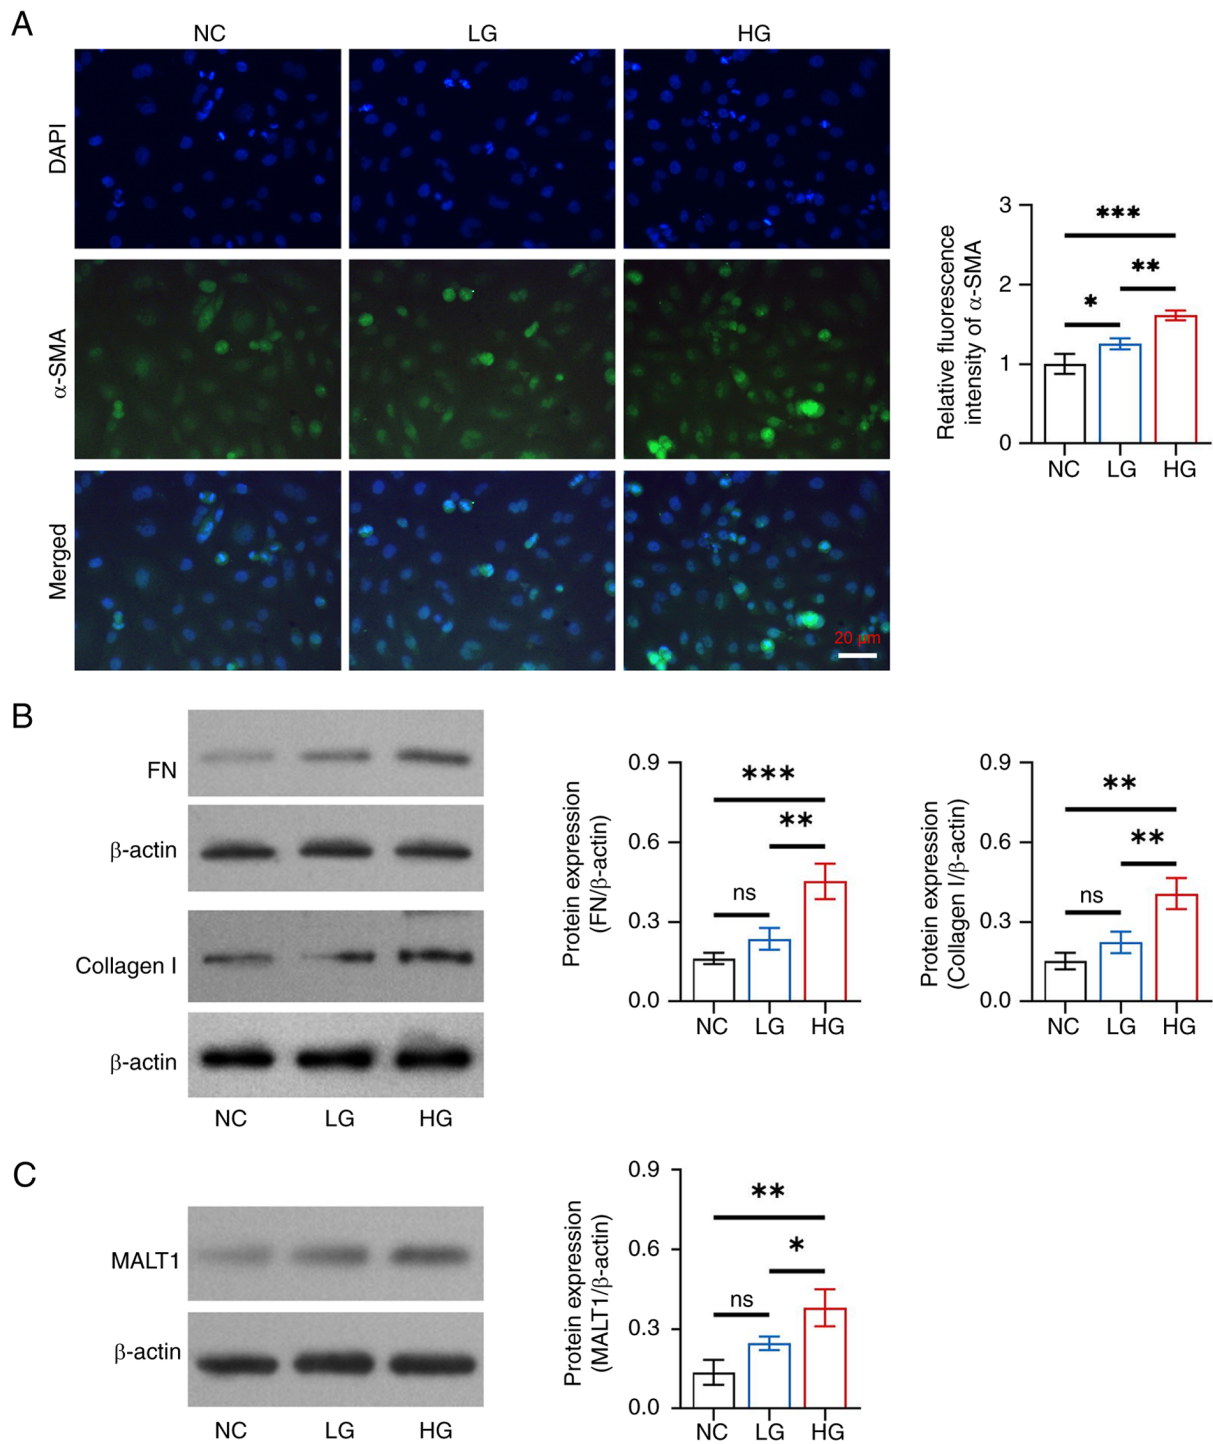 A
NC
LG
HG
DAPI
α-SMA
Merged
20 μm
Relative fluorescence
intensity of α-SMA
3
2
1
0
***
**
*
NC
LG
HG
B
FN
β-actin
Collagen I
β-actin
NC
LG
HG
Protein expression
(FN/β-actin)
0.9
0.6
0.3
0.0
***
**
ns
NC
LG
HG
Protein expression
(Collagen I/β-actin)
0.9
0.6
0.3
0.0
**
**
ns
NC
LG
HG
C
MALT1
β-actin
NC
LG
HG
Protein expression
(MALT1/β-actin)
0.9
0.6
0.3
0.0
**
*
ns
NC
LG
HG